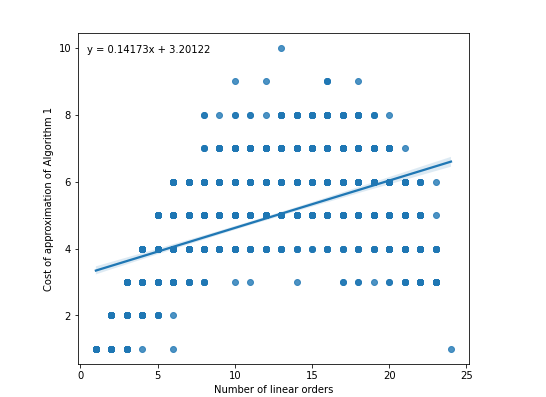 y = 0.14173x + 3.20122
10
8
6
4
2
Cost of approximation of Algorithm 1
0 5 10 15 20 25
Number of linear orders